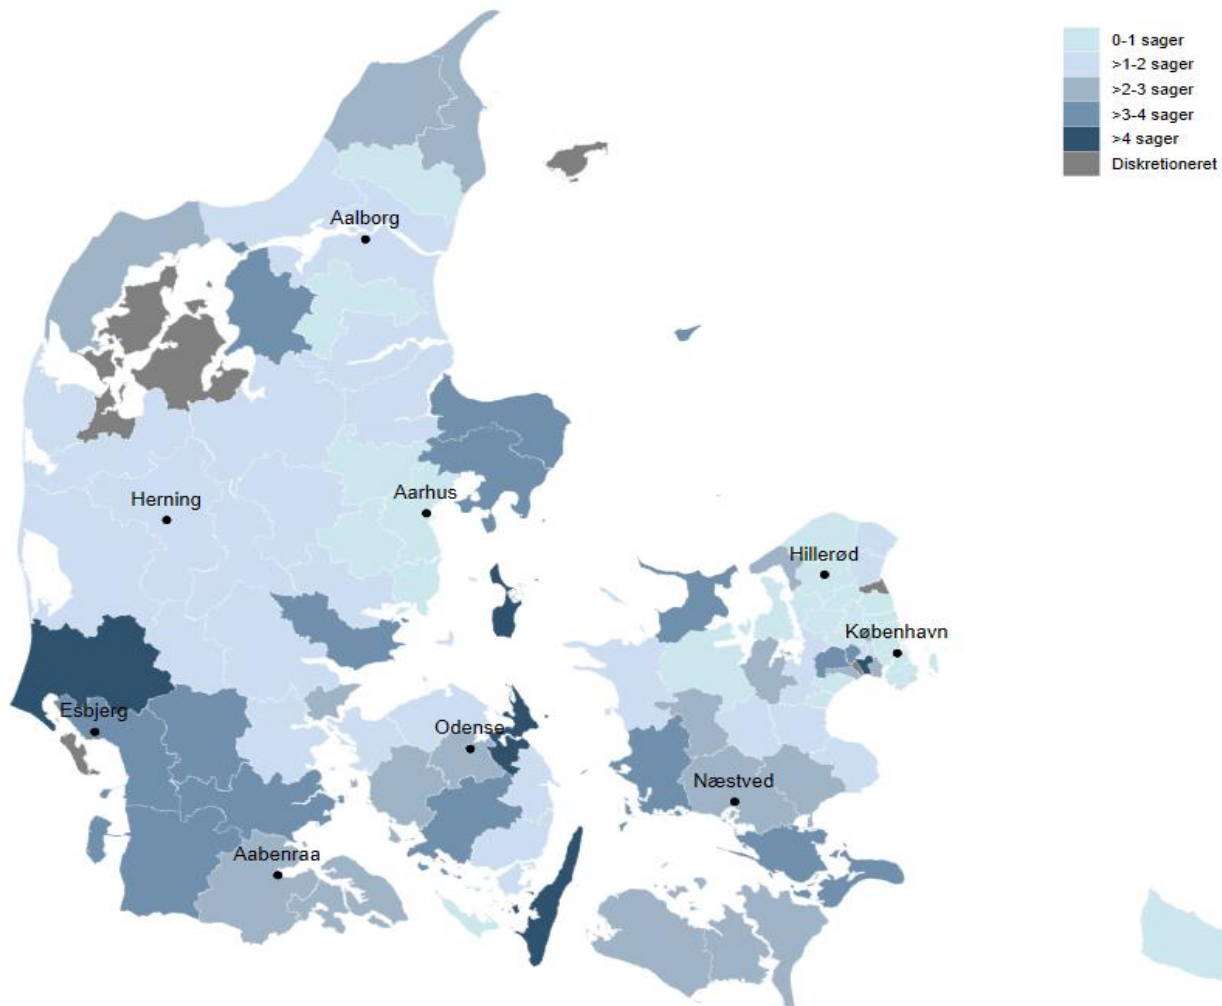 0-1 sager
>1-2 sager
>2-3 sager
>3-4 sager
>4 sager
Diskretioneret
Aalborg
Herning
Aarhus
Hillerød
København
Esbjerg
Odense
Næstved
Aabenraa